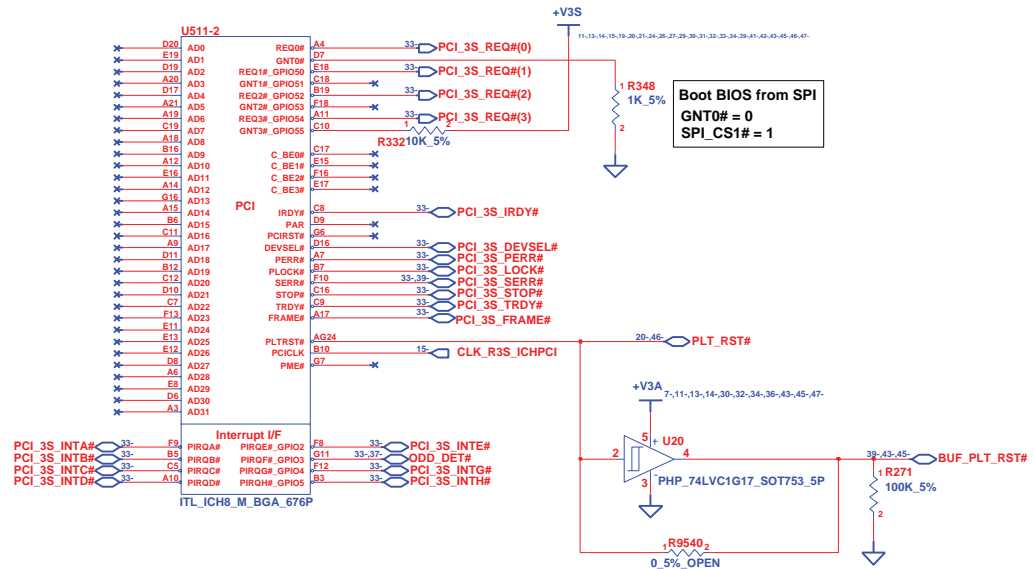 +V3S
11-,13-,14-,15-,19-,20-,21-,24-,26-,27-,29-,30-,31-,32-,33-,34-,39-,41-,42-,43-,45-,46-,47-
U511-2
D20 AD0 REQ0# A4 33- PCI_3S_REQ#(0)
E19 AD1 GNT0# D7
D19 AD2 REQ1#_GPIO50 E18 33- PCI_3S_REQ#(1)
A20 AD3 GNT1#_GPIO51 C18
D17 AD4 REQ2#_GPIO52 B19 33- PCI_3S_REQ#(2)
A21 AD5 GNT2#_GPIO53 F18
A19 AD6 REQ3#_GPIO54 A11 33- PCI_3S_REQ#(3)
C19 AD7 GNT3#_GPIO55 C10 1 2
R332 10K_5%
1 R348
1K_5%
2
Boot BIOS from SPI
GNT0# = 0
SPI_CS1# = 1
A18 AD8
B16 AD9 C_BE0# C17
A12 AD10 C_BE1# E15
E16 AD11 C_BE2# F16
A14 AD12 C_BE3# E17
G16 AD13
PCI
A15 AD14 IRDY# C8 33- PCI_3S_IRDY#
B6 AD15 PAR D9
C11 AD16 PCIRST# G6
A9 AD17 DEVSEL# D16 33- PCI_3S_DEVSEL#
D11 AD18 PERR# A7 33- PCI_3S_PERR#
B12 AD19 PLOCK# B7 33- PCI_3S_LOCK#
C12 AD20 SERR# F10 33-,39- PCI_3S_SERR#
D10 AD21 STOP# C16 33- PCI_3S_STOP#
C7 AD22 TRDY# C9 33- PCI_3S_TRDY#
F13 AD23 FRAME# A17 33- PCI_3S_FRAME#
E11 AD24
E13 AD25 PLTRST# AG24 20-,46- PLT_RST#
E12 AD26 PCICLK B10 15- CLK_R3S_ICHPCI
D8 AD27 PME# G7
A6 AD28
E8 AD29
D6 AD30
A3 AD31
+V3A
7-,11-,13-,14-,30-,32-,34-,36-,43-,45-,47-
Interrupt I/F
PCI_3S_INTA# 33- F9 PIRQA# PIRQE#_GPIO2 F8 33- PCI_3S_INTE#
PCI_3S_INTB# 33- B5 PIRQB# PIRQF#_GPIO3 G11 33-,37- ODD_DET#
PCI_3S_INTC# 33- C5 PIRQC# PIRQG#_GPIO4 F12 33- PCI_3S_INTG#
PCI_3S_INTD# 33- A10 PIRQD# PIRQH#_GPIO5 B3 33- PCI_3S_INTH#
ITL_ICH8_M_BGA_676P
5 + U20
2 4
3 -
PHP_74LVC1G17_SOT753_5P
39-,43-,45- BUF_PLT_RST#
1 R271
100K_5%
2
1 R9540 2
0_5%_OPEN